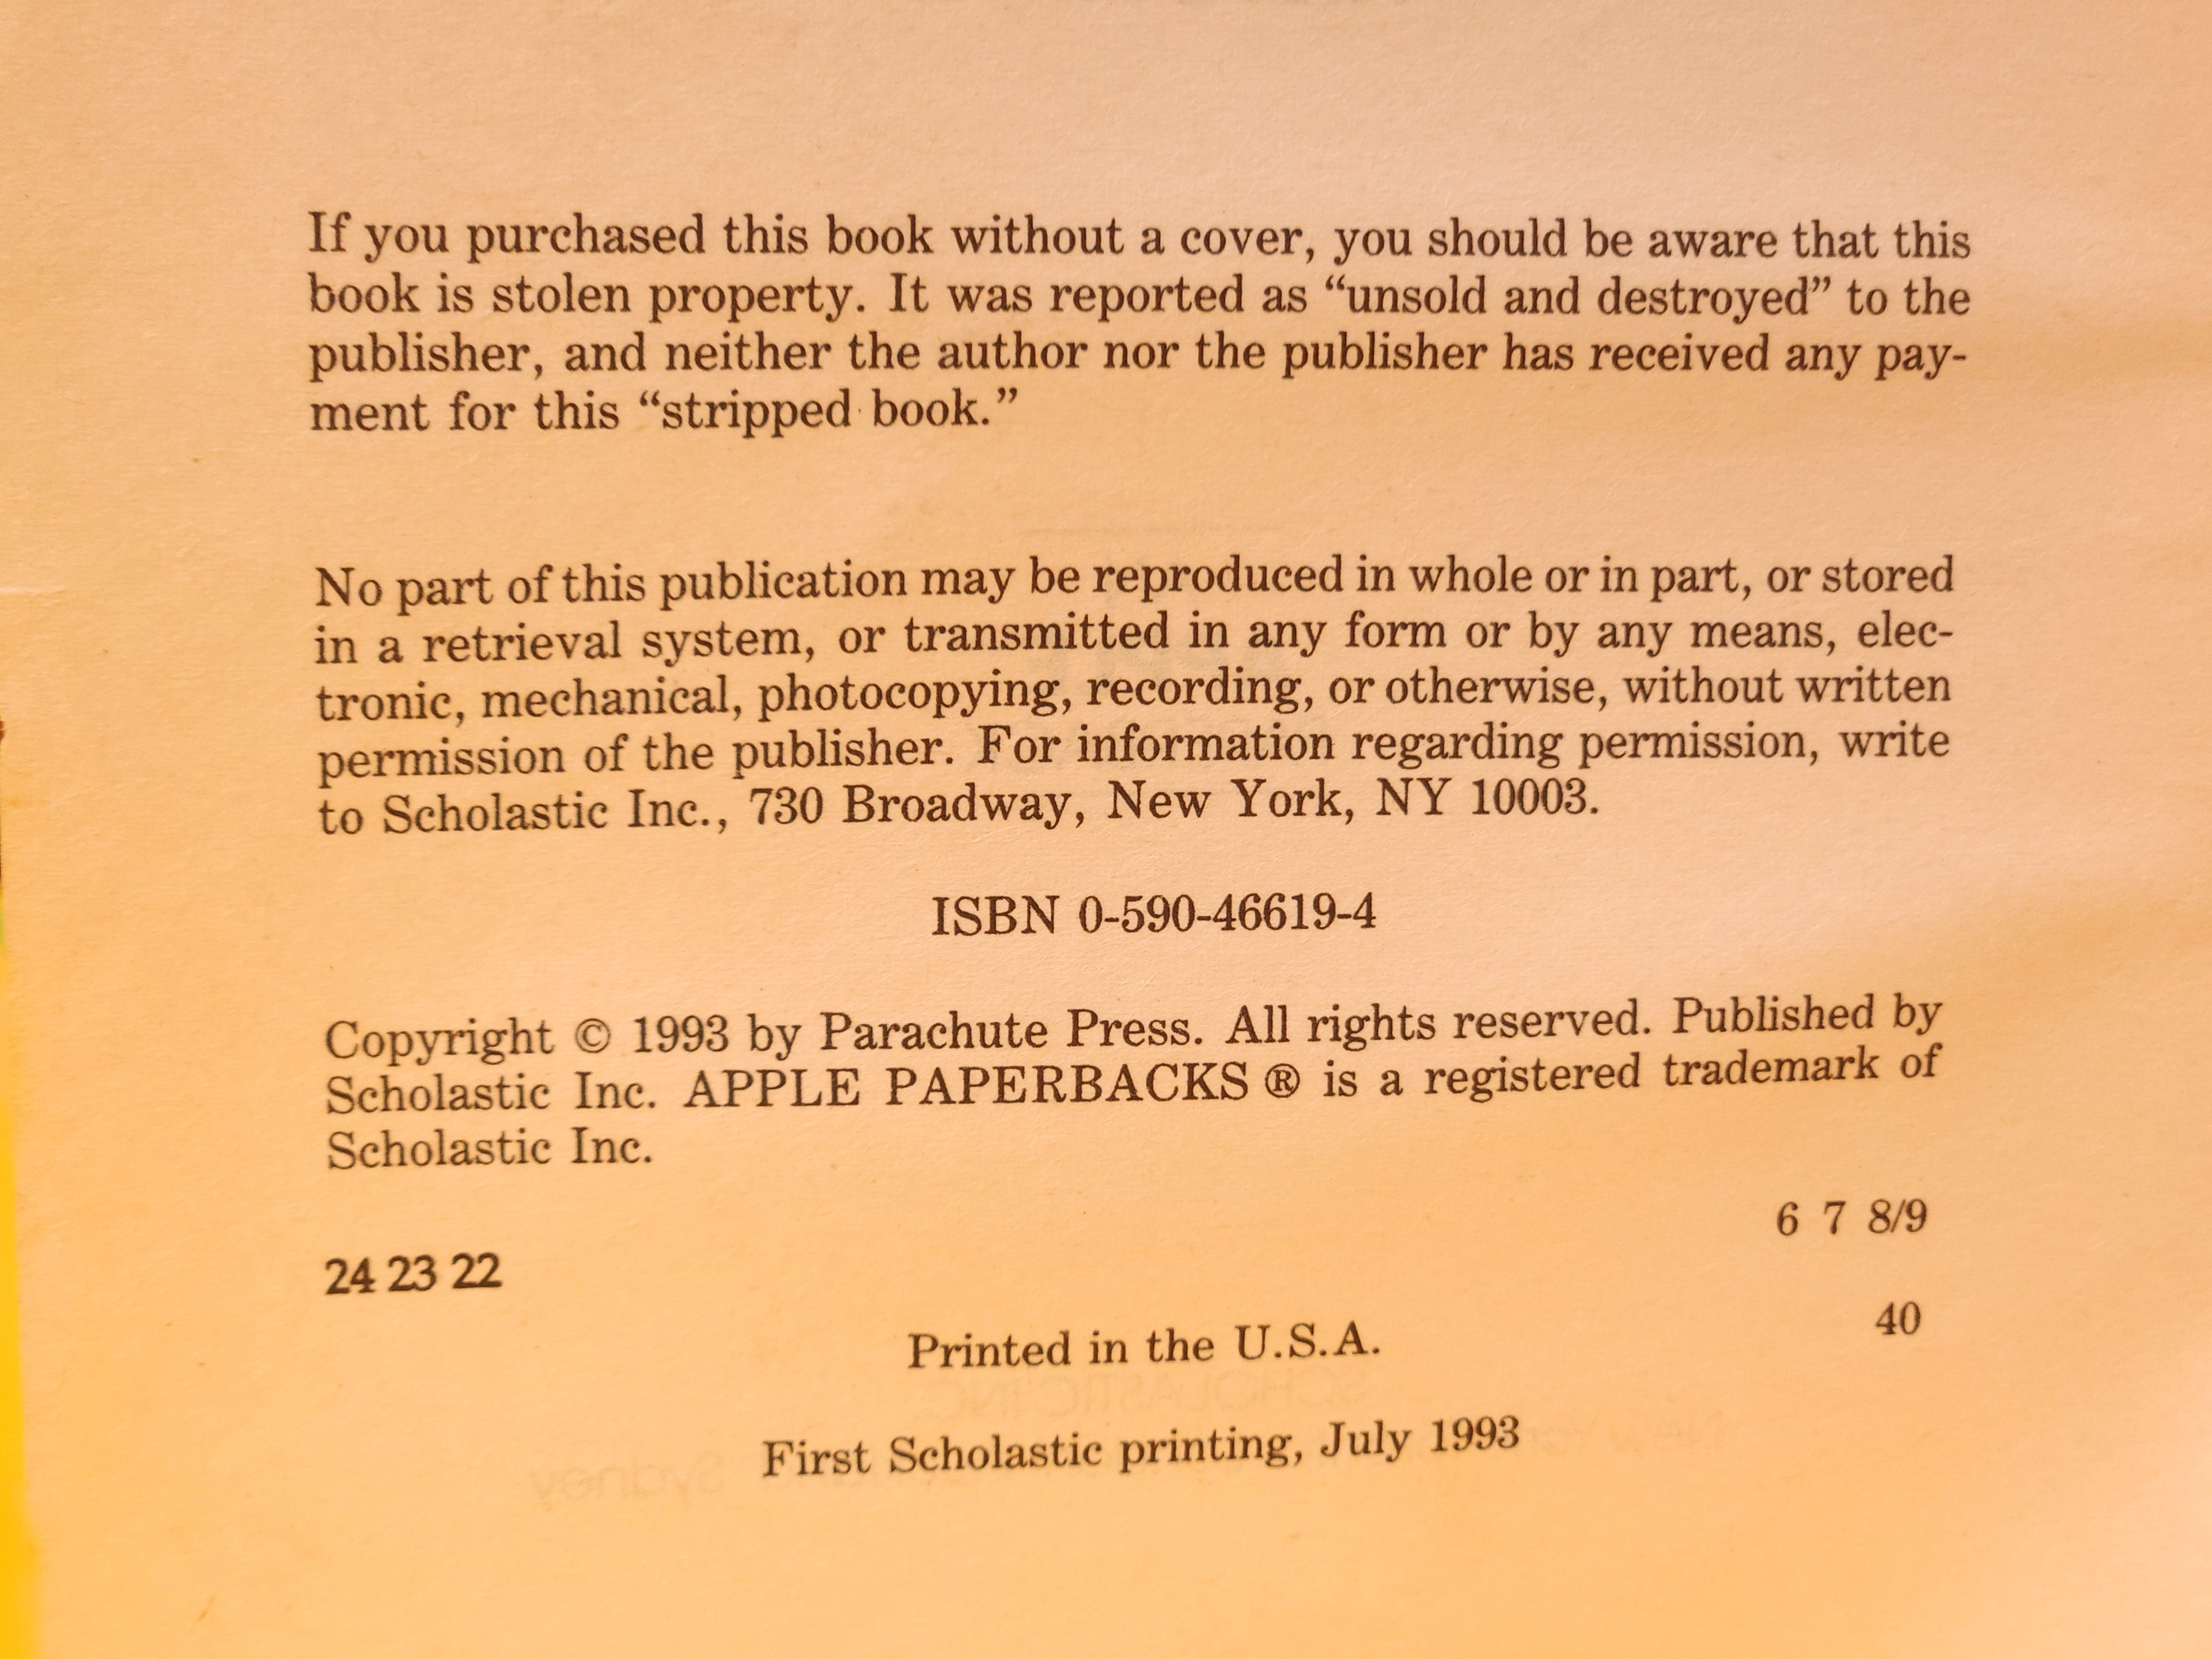 If you purchased this book without a cover, you should be aware that this
book is stolen property. It was reported as “unsold and destroyed” to the
publisher, and neither the author nor the publisher has received any pay-
ment for this “stripped book.”
No part of this publication may be reproduced in whole or in part, or stored
in a retrieval system, or transmitted in any form or by any means, elec-
tronic, mechanical, photocopying, recording, or otherwise, without written
permission of the publisher. For information regarding permission, write
to Scholastic Inc., 730 Broadway, New York, NY 10003.
ISBN 0-590-46619-4
Copyright © 1993 by Parachute Press. All rights reserved. Published by
Scholastic Inc. APPLE PAPERBACKS ® is a registered trademark of
Scholastic Inc.
24 23 22
6 7 8/9
Printed in the U.S.A.
40
First Scholastic printing, July 1993